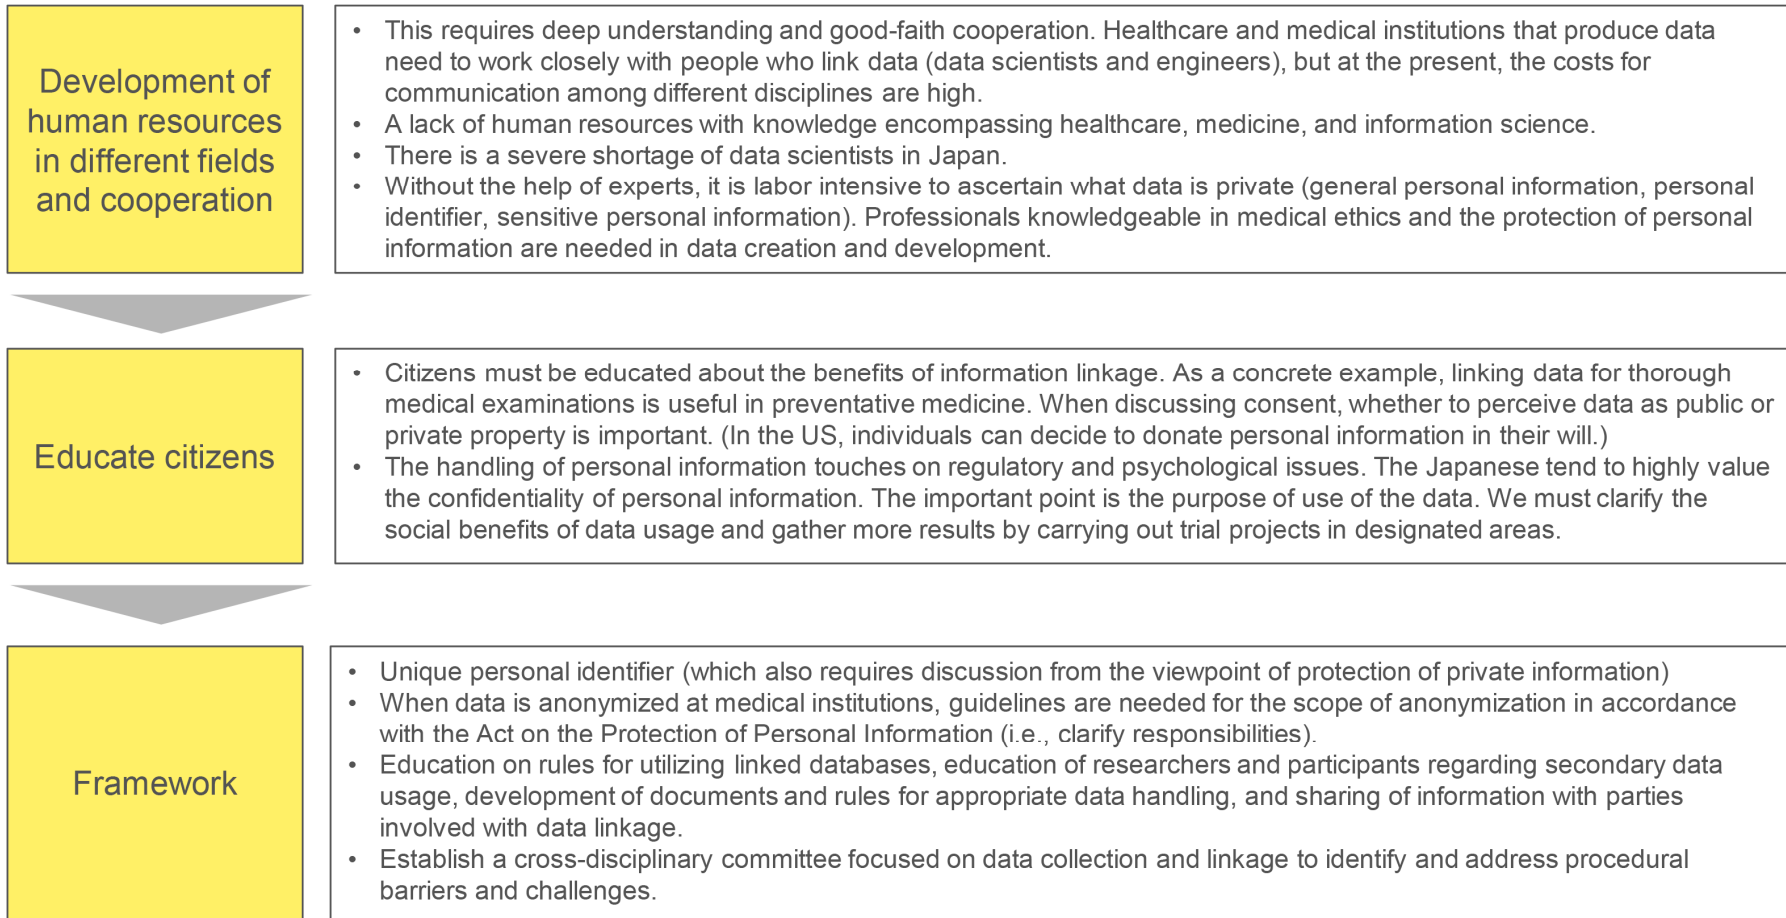 Development of
human resources
in different fields
and cooperation
• This requires deep understanding and good-faith cooperation. Healthcare and medical institutions that produce data
need to work closely with people who link data (data scientists and engineers), but at the present, the costs for
communication among different disciplines are high.
• A lack of human resources with knowledge encompassing healthcare, medicine, and information science.
• There is a severe shortage of data scientists in Japan.
• Without the help of experts, it is labor intensive to ascertain what data is private (general personal information, personal
identifier, sensitive personal information). Professionals knowledgeable in medical ethics and the protection of personal
information are needed in data creation and development.
Educate citizens
• Citizens must be educated about the benefits of information linkage. As a concrete example, linking data for thorough
medical examinations is useful in preventative medicine. When discussing consent, whether to perceive data as public or
private property is important. (In the US, individuals can decide to donate personal information in their will.)
• The handling of personal information touches on regulatory and psychological issues. The Japanese tend to highly value
the confidentiality of personal information. The important point is the purpose of use of the data. We must clarify the
social benefits of data usage and gather more results by carrying out trial projects in designated areas.
Framework
• Unique personal identifier (which also requires discussion from the viewpoint of protection of private information)
• When data is anonymized at medical institutions, guidelines are needed for the scope of anonymization in accordance
with the Act on the Protection of Personal Information (i.e., clarify responsibilities).
• Education on rules for utilizing linked databases, education of researchers and participants regarding secondary data
usage, development of documents and rules for appropriate data handling, and sharing of information with parties
involved with data linkage.
• Establish a cross-disciplinary committee focused on data collection and linkage to identify and address procedural
barriers and challenges.